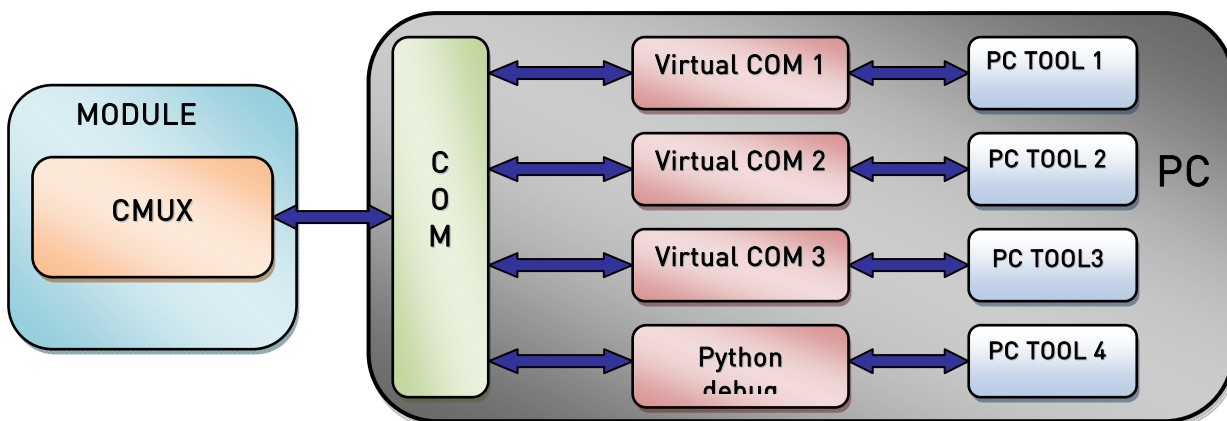 MODULE
CMUX
C
O
M
Virtual COM 1
PC TOOL 1
Virtual COM 2
PC TOOL 2
Virtual COM 3
PC TOOL3
Python
debug
PC TOOL 4
PC